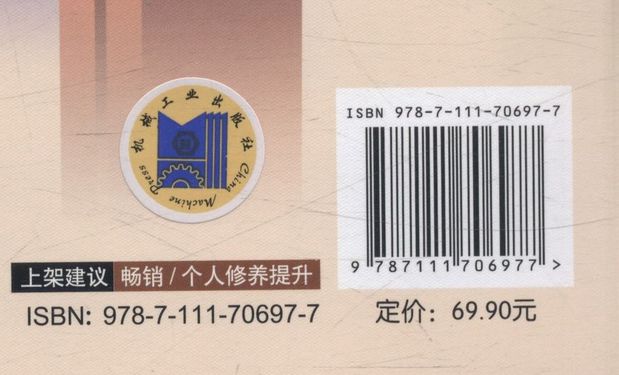 机械工业出版社
China Machine Press
ISBN 978-7-111-70697-7
9 787111 706977 >
上架建议 畅销 / 个人修养提升
ISBN: 978-7-111-70697-7
定价：69.90元